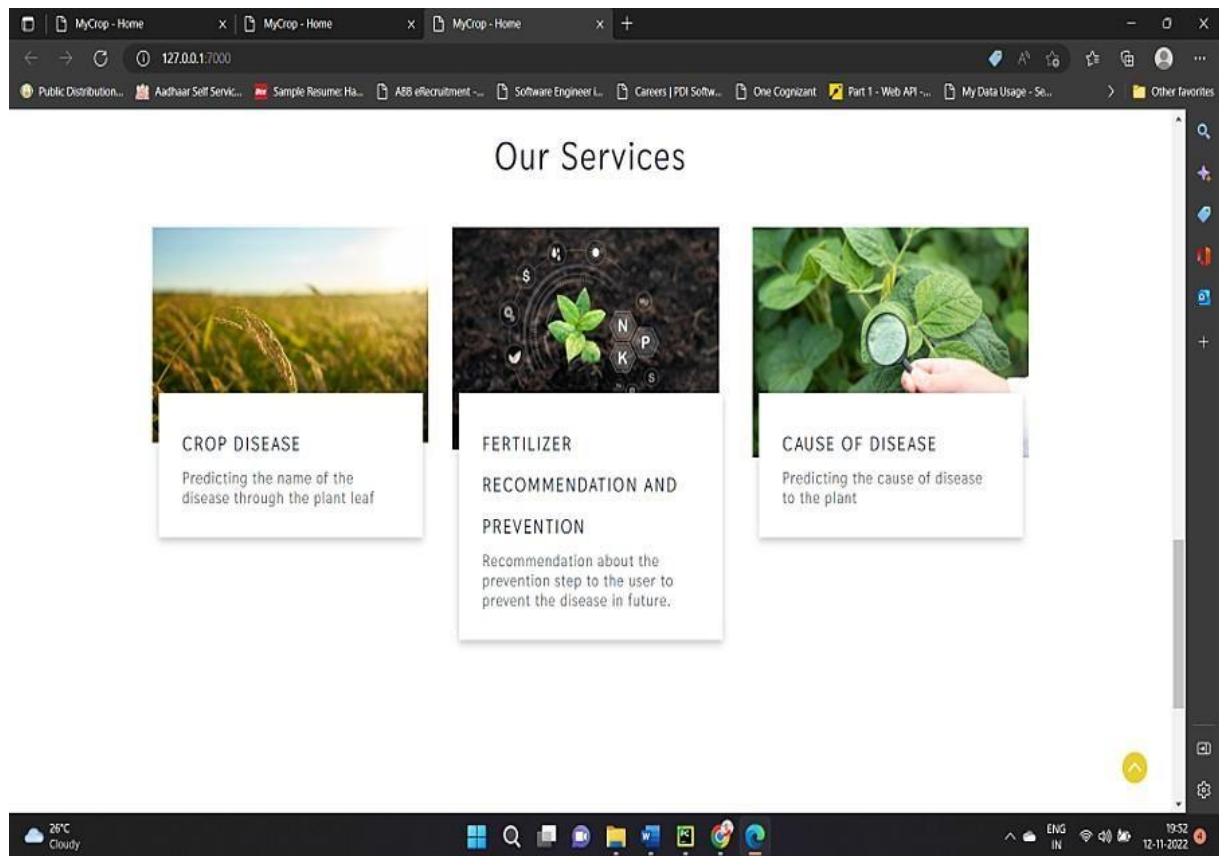 MyCrop - Home
MyCrop - Home
MyCrop - Home
127.0.0.1:7000
Public Distribution...
Aadhaar Self Servic...
Sample Resume: Ha...
ABB eRecruitment -...
Software Engineer i...
Careers | PDI Softw...
One Cognizant
Part 1 - Web API -...
My Data Usage - Se...
Other favorites
Our Services
$
N
P
K
S
CROP DISEASE
Predicting the name of the
disease through the plant leaf
FERTILIZER
RECOMMENDATION AND
PREVENTION
Recommendation about the
prevention step to the user to
prevent the disease in future.
CAUSE OF DISEASE
Predicting the cause of disease
to the plant
26°C
Cloudy
ENG
IN
19:52
12-11-2022
4